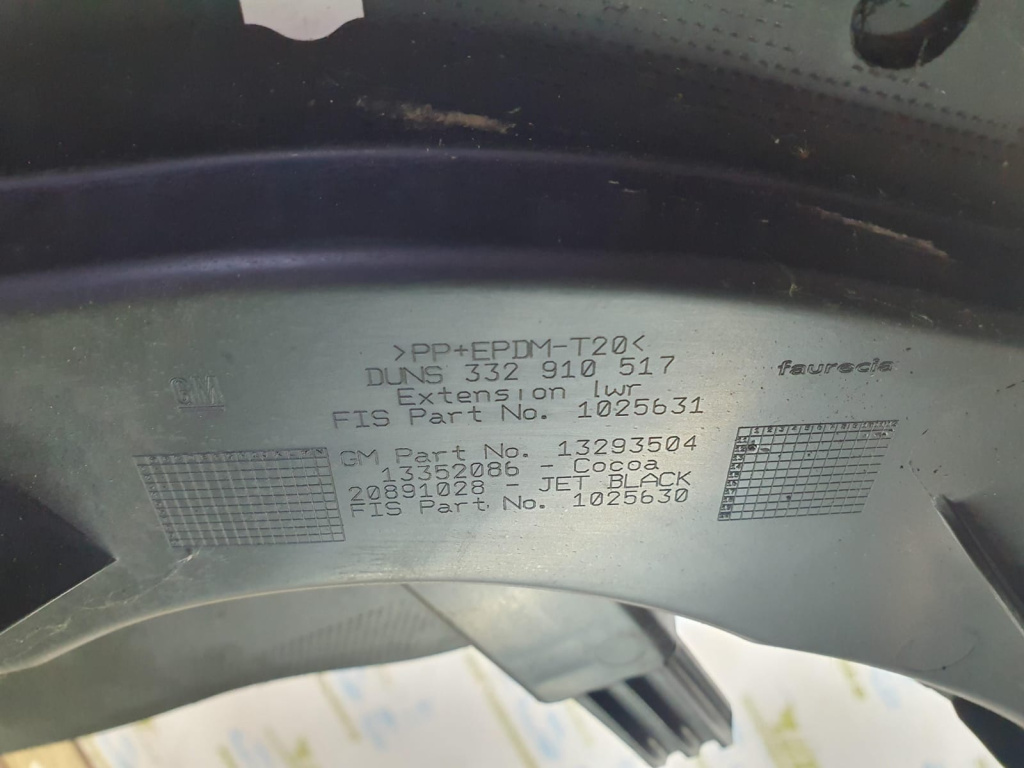 >PP+EPDM-T20<
DUNS 332 910 517
Extension lwr
FIS Part No. 1025631
GM Part No. 13293504
13352086 - Cocoa
20891028 - JET BLACK
FIS Part No. 1025630
GM
faurecia